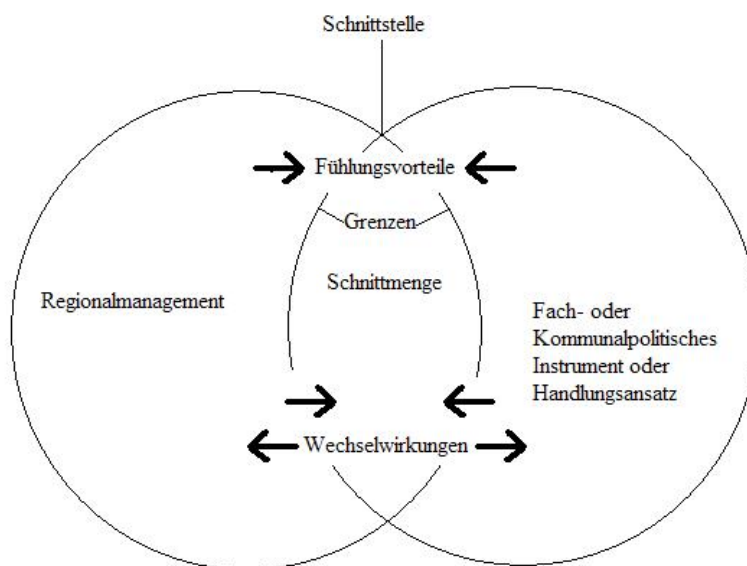 Schnittstelle
Fühlungsvorteile
Grenzen
Schnittmenge
Regionalmanagement
Fach- oder
Kommunalpolitisches
Instrument oder
Handlungsansatz
Wechselwirkungen